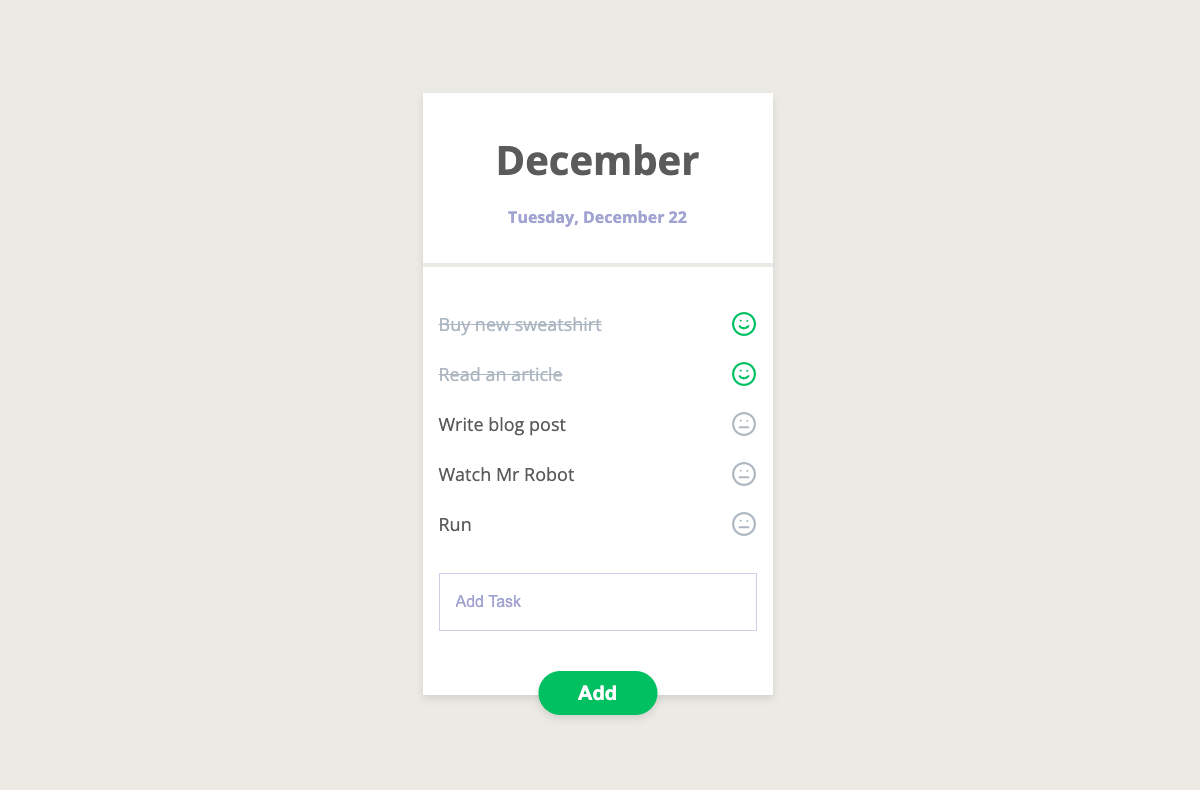 December
Tuesday, December 22
Buy new sweatshirt
Read an article
Write blog post
Watch Mr Robot
Run
Add Task
Add